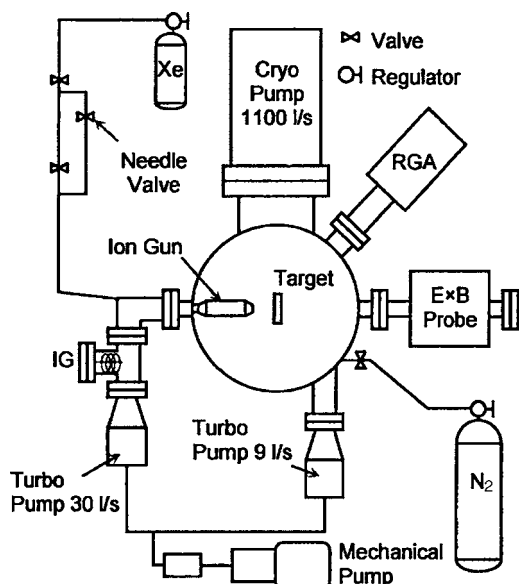 Xe
Cryo
Pump
1100 l/s
Valve
Regulator
Needle
Valve
RGA
Ion Gun
Target
E×B
Probe
IG
Turbo
Pump 9 l/s
Turbo
Pump 30 l/s
N₂
Mechanical
Pump